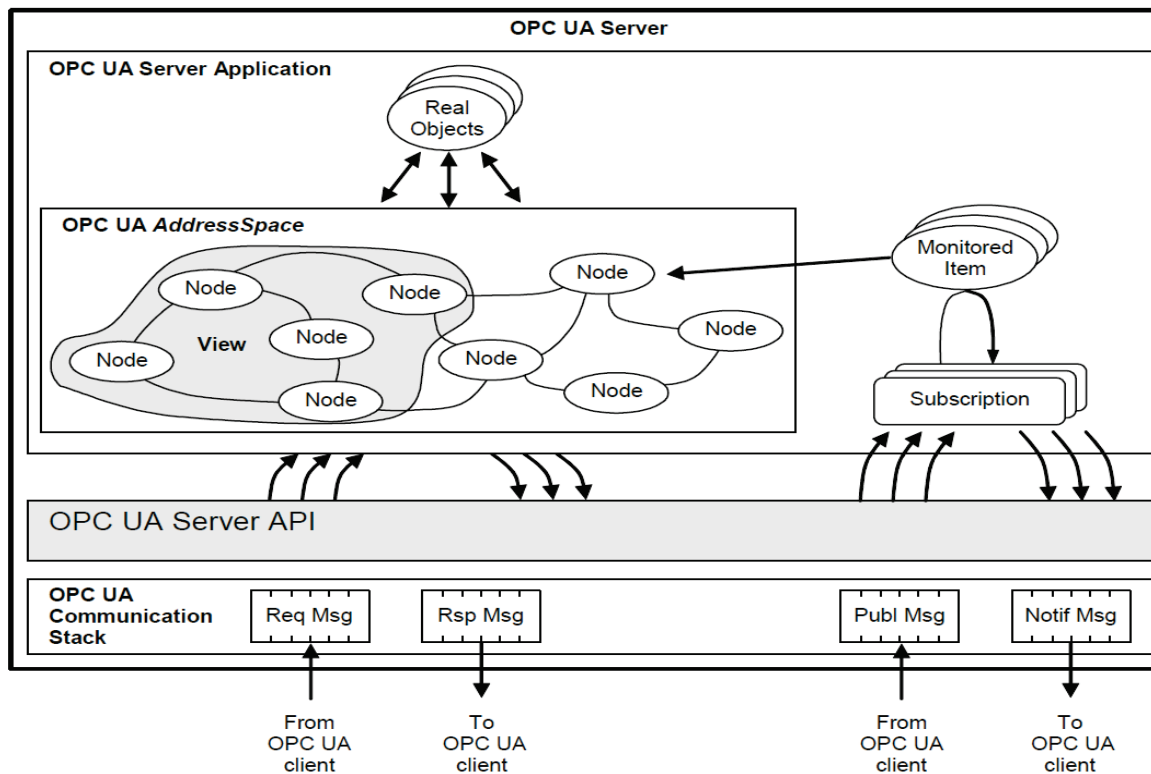 OPC UA Server
OPC UA Server Application
Real
Objects
OPC UA AddressSpace
Monitored
Item
Node
Node
Node
Node
Node
View
Node
Node
Node
Node
Subscription
OPC UA Server API
OPC UA
Communication
Stack
Req Msg
Rsp Msg
Publ Msg
Notif Msg
From
OPC UA
client
To
OPC UA
client
From
OPC UA
client
To
OPC UA
client